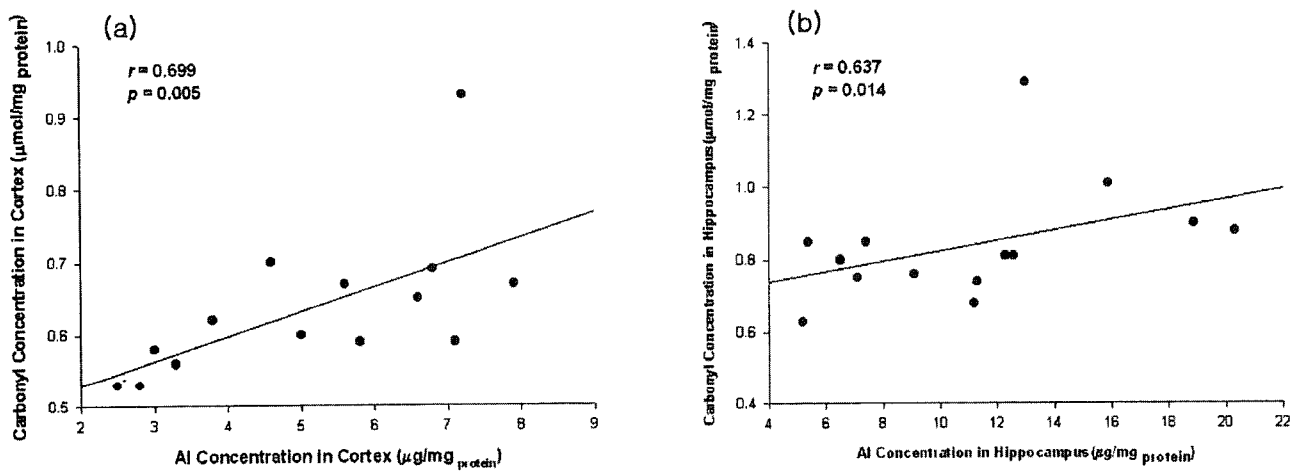 (a)
r = 0.699
p = 0.005
Carbonyl Concentration in Cortex (μmol/mg protein)
1.0
0.9
0.8
0.7
0.6
0.5
2 3 4 5 6 7 8 9
Al Concentration in Cortex (μg/mg protein)
(b)
r = 0.637
p = 0.014
Carbonyl Concentration in Hippocampus (μmol/mg protein)
1.4
1.2
1.0
0.8
0.6
0.4
4 6 8 10 12 14 16 18 20 22
Al Concentration in Hippocampus (μg/mg protein)